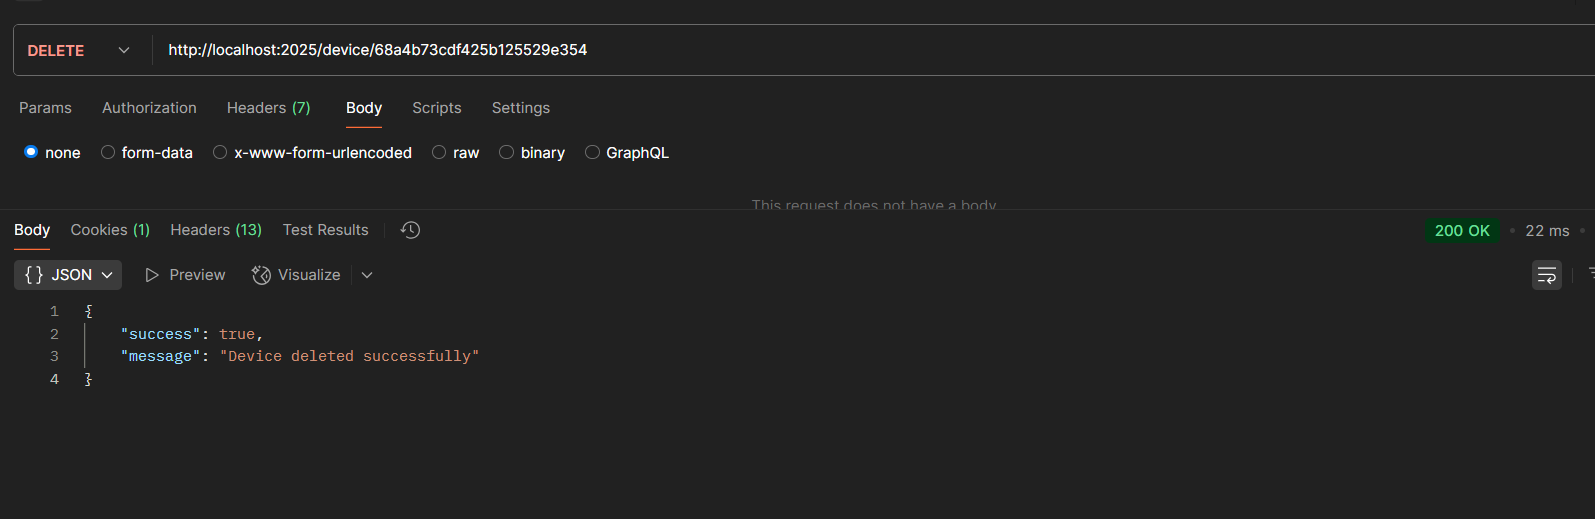 DELETE http://localhost:2025/device/68a4b73cdf425b125529e354
Params Authorization Headers (7) Body Scripts Settings
none form-data x-www-form-urlencoded raw binary GraphQL
This request does not have a body
Body Cookies (1) Headers (13) Test Results 200 OK • 22 ms •
{} JSON Preview Visualize
1 {
2 "success": true,
3 "message": "Device deleted successfully"
4 }